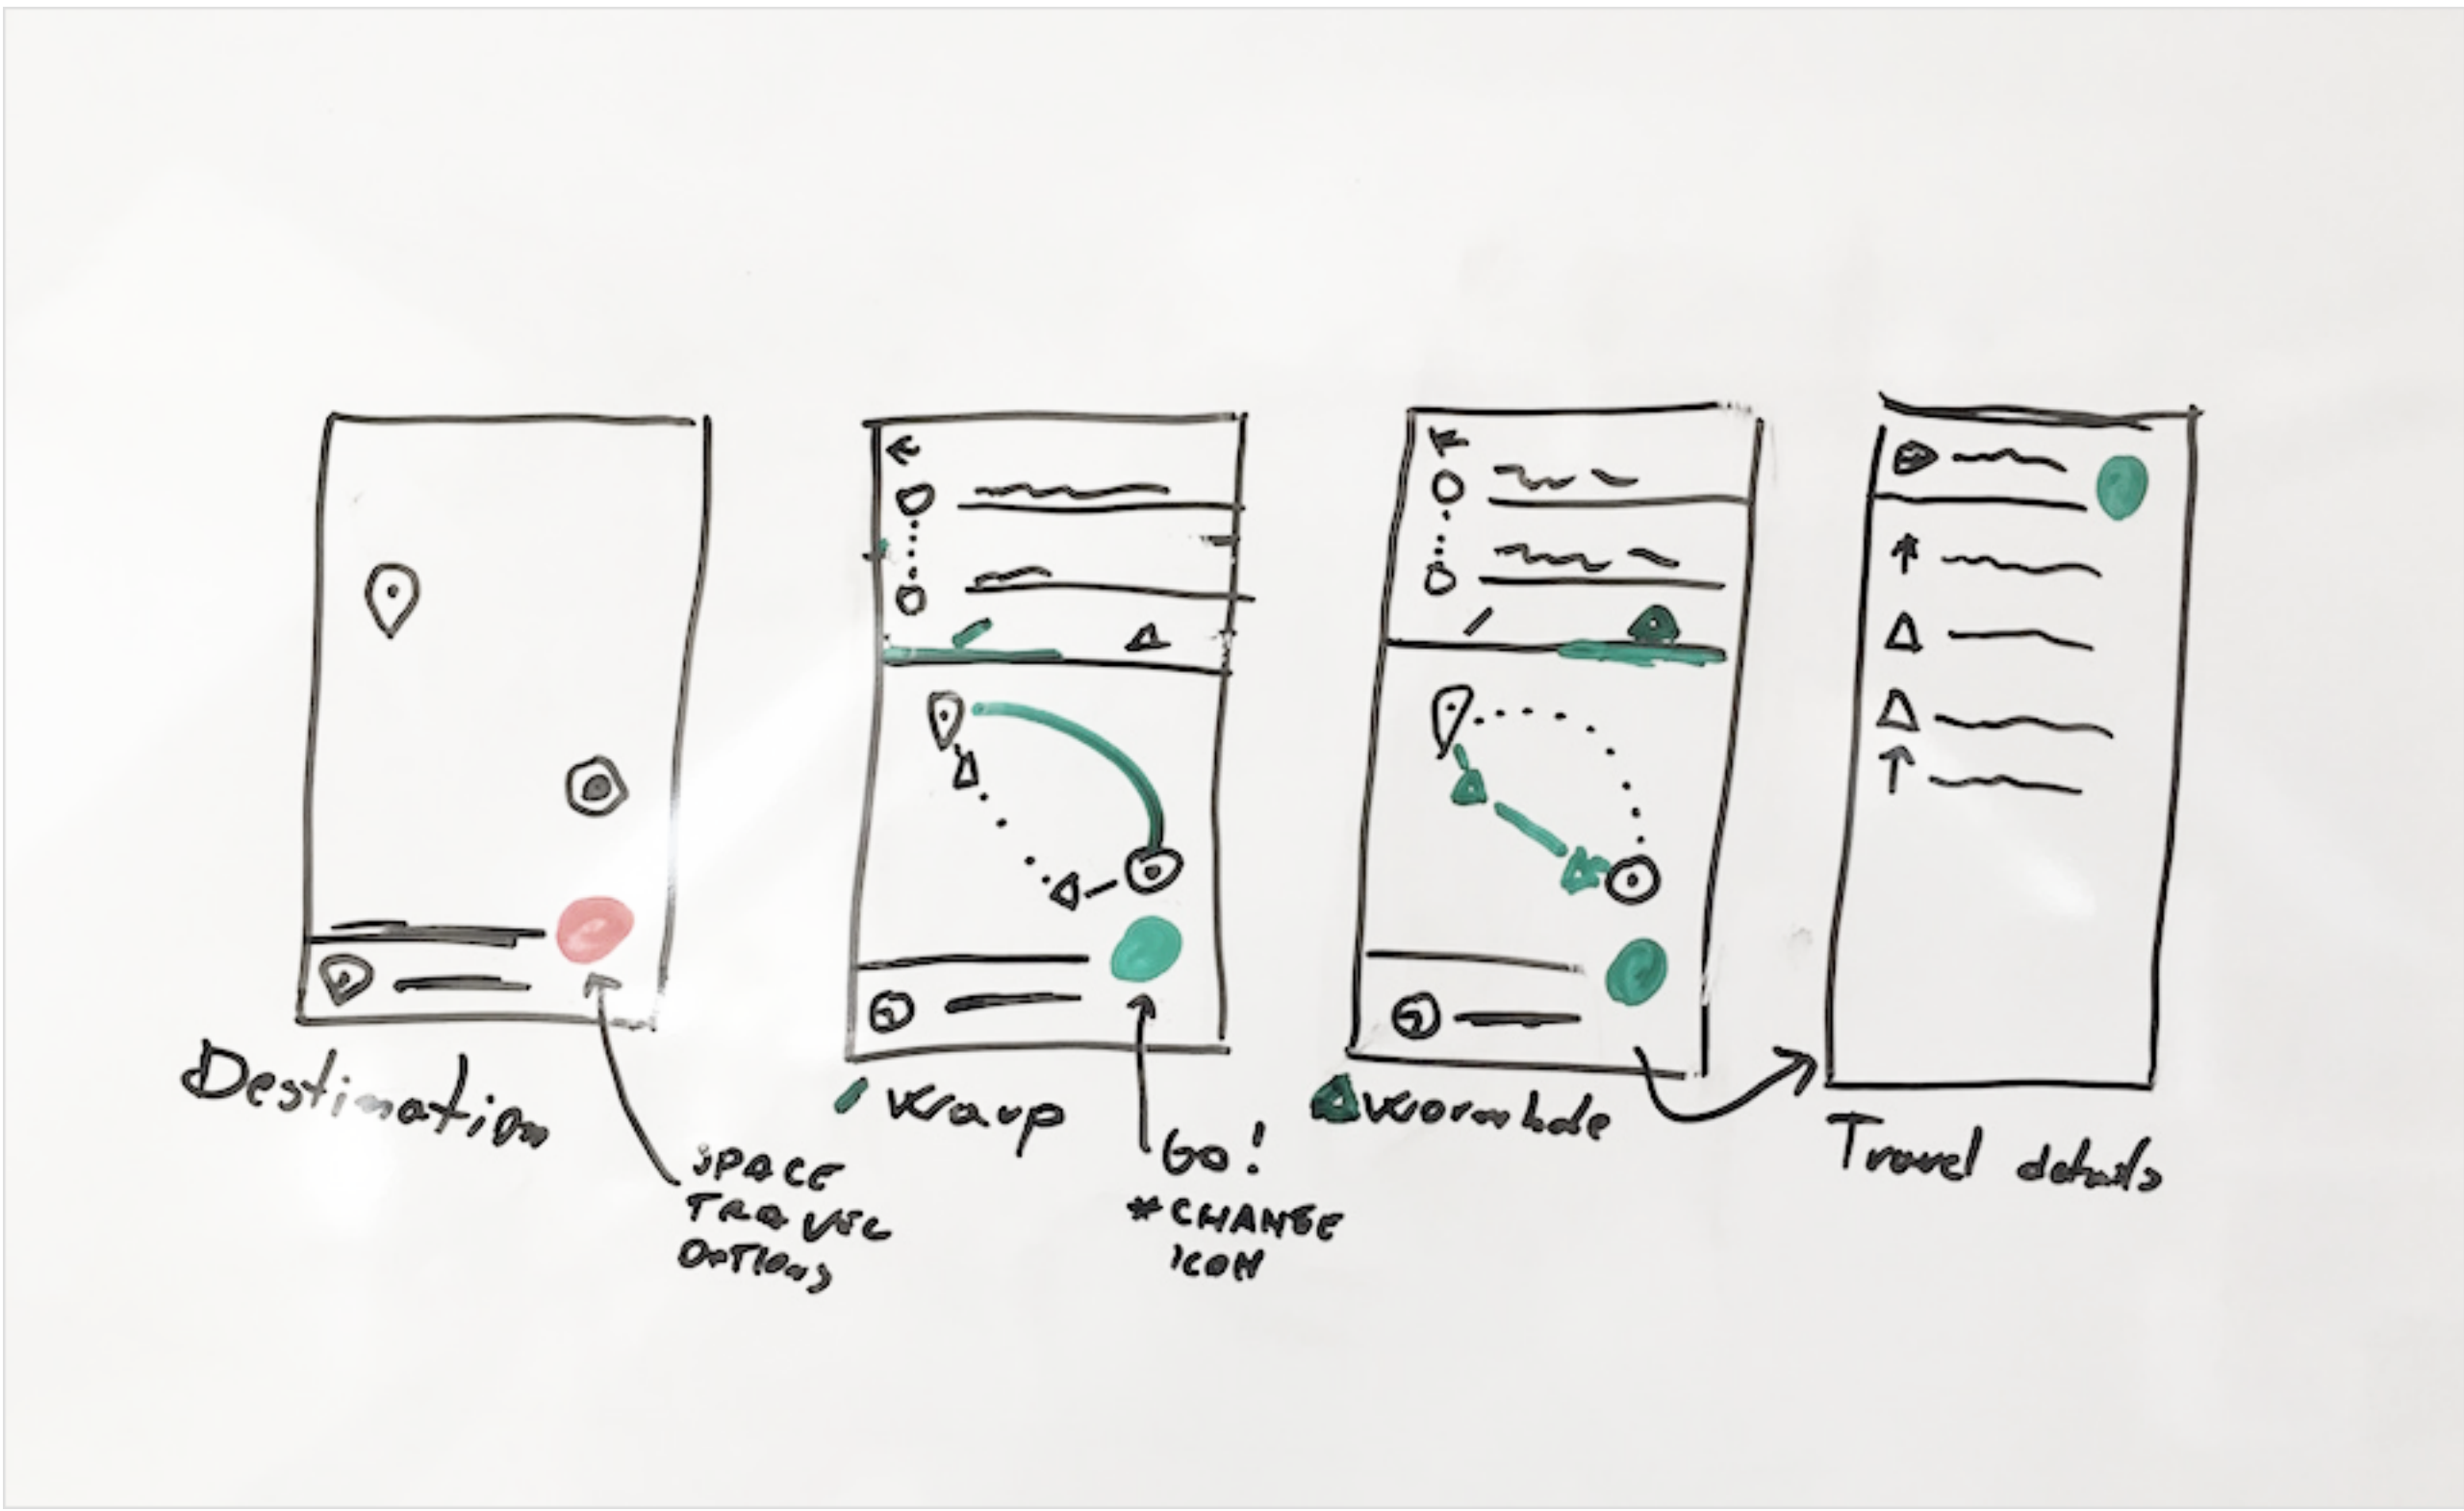 Destination
SPACE
TRAVEL
OPTIONS
Warp
GO!
*CHANGE
ICON
Wormhole
Travel details